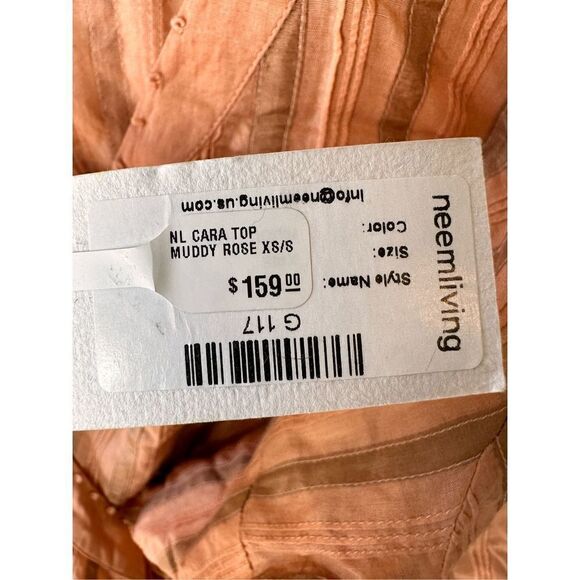 neemliving
Style Name:
Size:
Color:
Info@neemliving.us.com
NL CARA TOP
MUDDY ROSE XS/S
$159.00
G 117